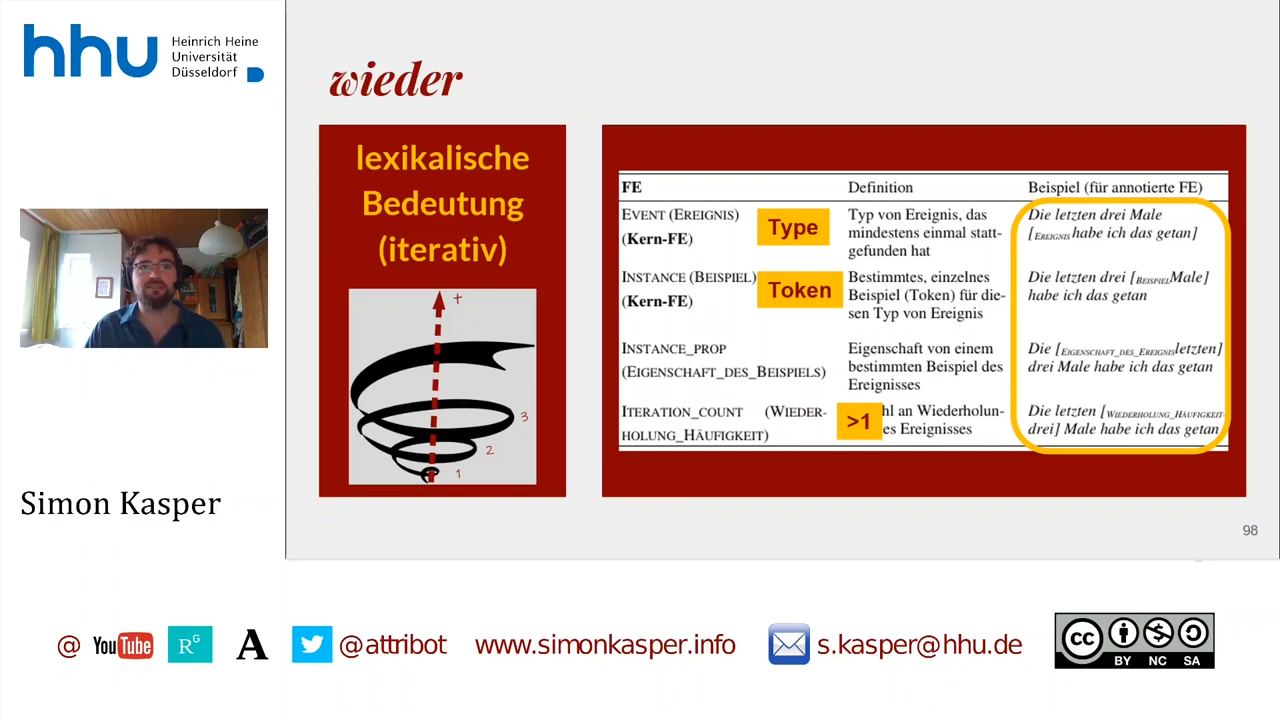 hhu
Heinrich Heine
Universität
Düsseldorf
wieder
lexikalische
Bedeutung
(iterativ)
t
3
2
1
FE Definition Beispiel (für annotierte FE)
EVENT (EREIGNIS)
(Kern-FE)
Type
Typ von Ereignis, das
mindestens einmal statt-
gefunden hat
Die letzten drei Male
[EREIGNIS habe ich das getan]
INSTANCE (BEISPIEL)
(Kern-FE)
Token
Bestimmtes, einzelnes
Beispiel (Token) für die-
sen Typ von Ereignis
Die letzten drei [BEISPIEL Male]
habe ich das getan
INSTANCE_PROP
(EIGENSCHAFT_DES_BEISPIELS)
Eigenschaft von einem
bestimmten Beispiel des
Ereignisses
Die [EIGENSCHAFT_DES_EREIGNIS letzten]
drei Male habe ich das getan
ITERATION_COUNT (WIEDER-
HOLUNG_HÄUFIGKEIT)
>1
hl an Wiederholun-
es Ereignisses
Die letzten [WIEDERHOLUNG_HÄUFIGKEIT
drei] Male habe ich das getan
98
Simon Kasper
@ YouTube RG A @attribot www.simonkasper.info s.kasper@hhu.de
cc BY NC SA